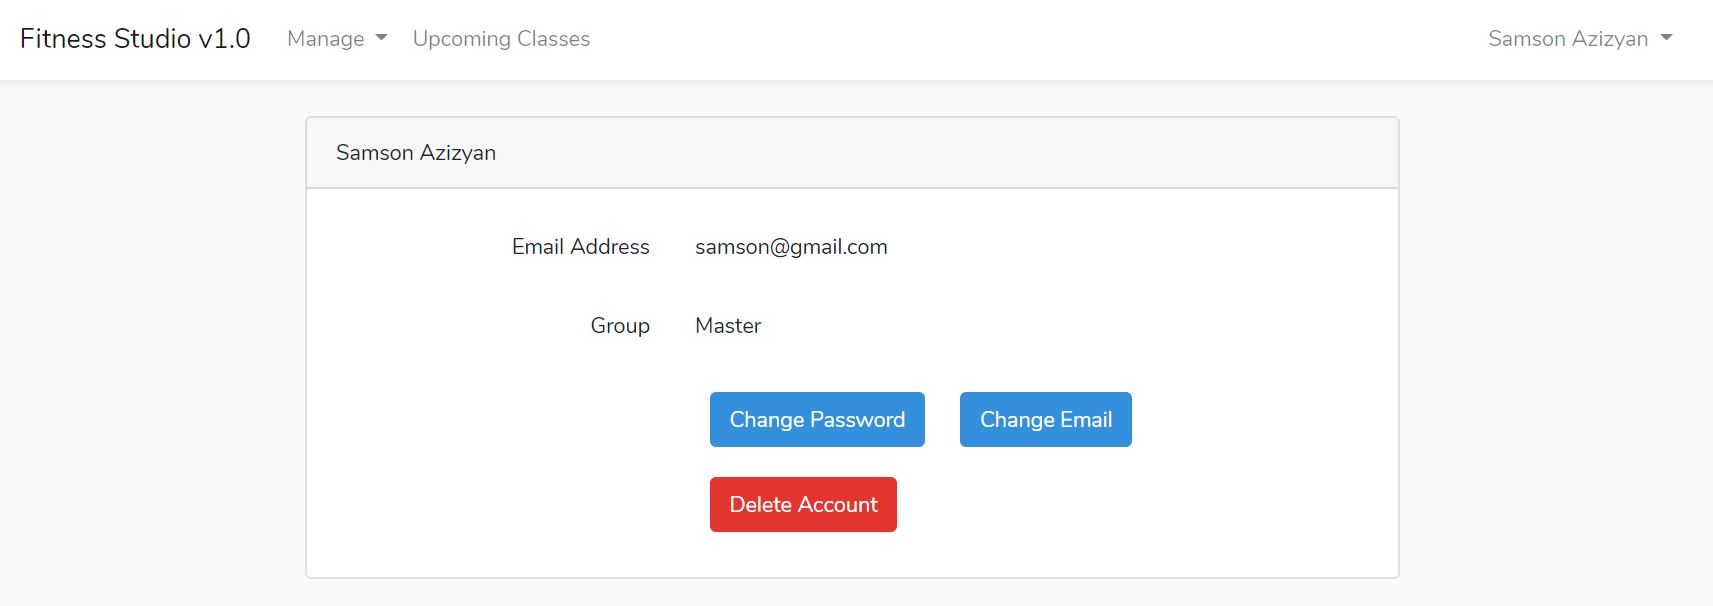 Fitness Studio v1.0 Manage Upcoming Classes Samson Azizyan
Samson Azizyan
Email Address samson@gmail.com
Group Master
Change Password Change Email
Delete Account